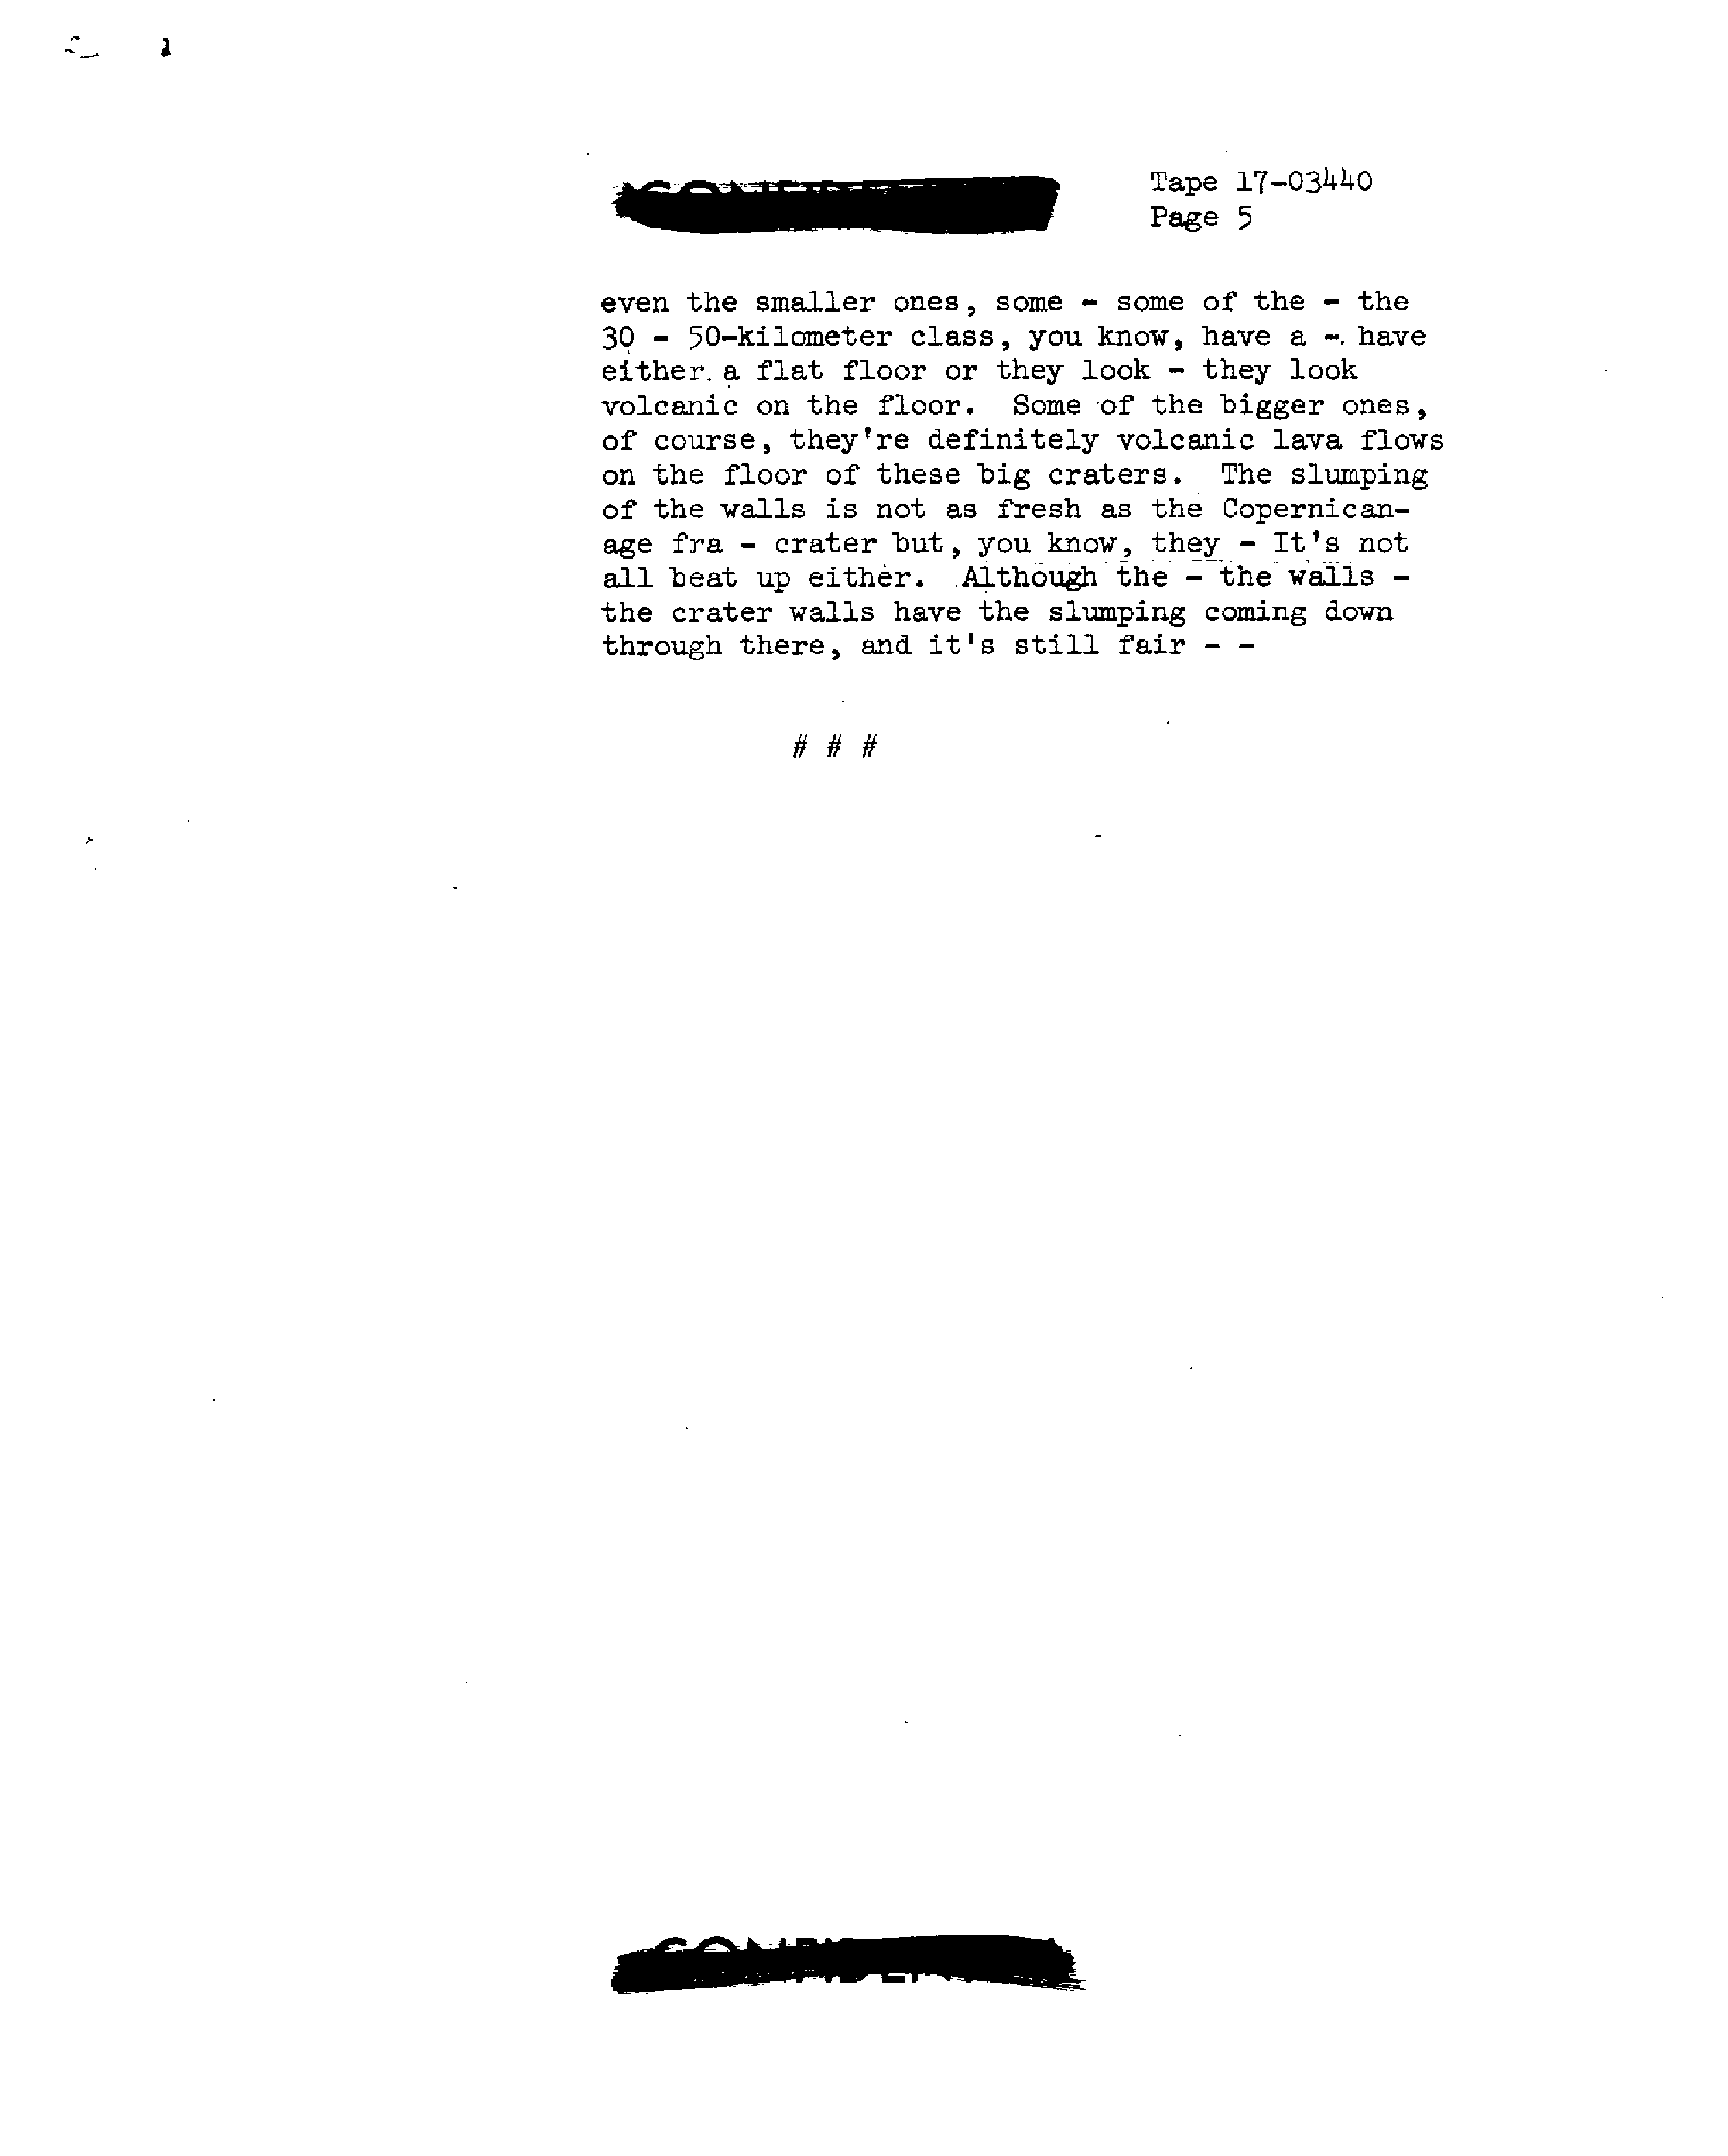 Tape 17-03440
Page 5
even the smaller ones, some - some of the - the
30 - 50-kilometer class, you know, have a - have
either a flat floor or they look - they look
volcanic on the floor. Some of the bigger ones,
of course, they're definitely volcanic lava flows
on the floor of these big craters. The slumping
of the walls is not as fresh as the Copernican-
age fra - crater but, you know, they - It's not
all beat up either. Although the - the walls -
the crater walls have the slumping coming down
through there, and it's still fair - -
# # #